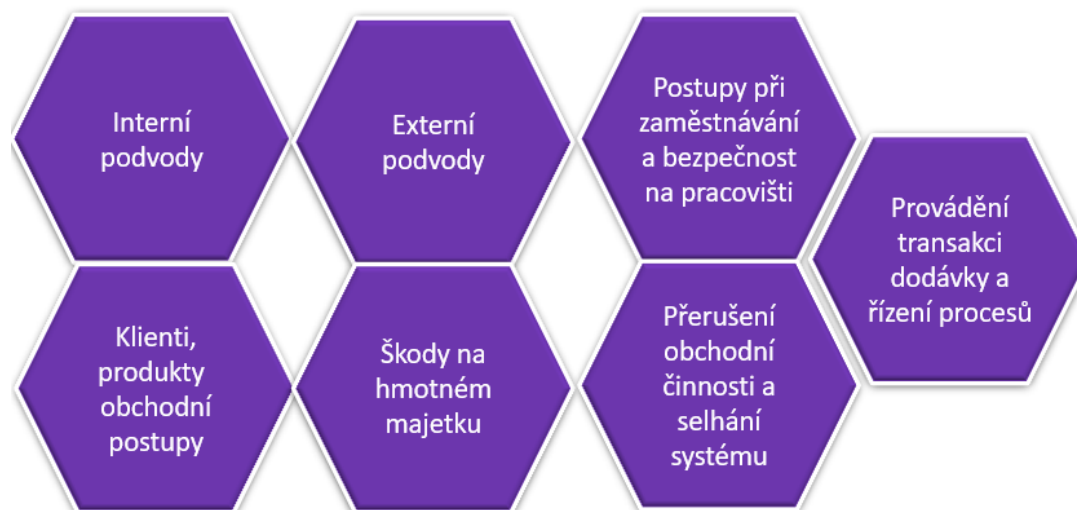 Interní
podvody
Externí
podvody
Postupy při
zaměstnávání
a bezpečnost
na pracovišti
Provádění
transakci
dodávky a
řízení procesů
Klienti,
produkty
obchodní
postupy
Škody na
hmotném
majetku
Přerušení
obchodní
činnosti a
selhání
systému